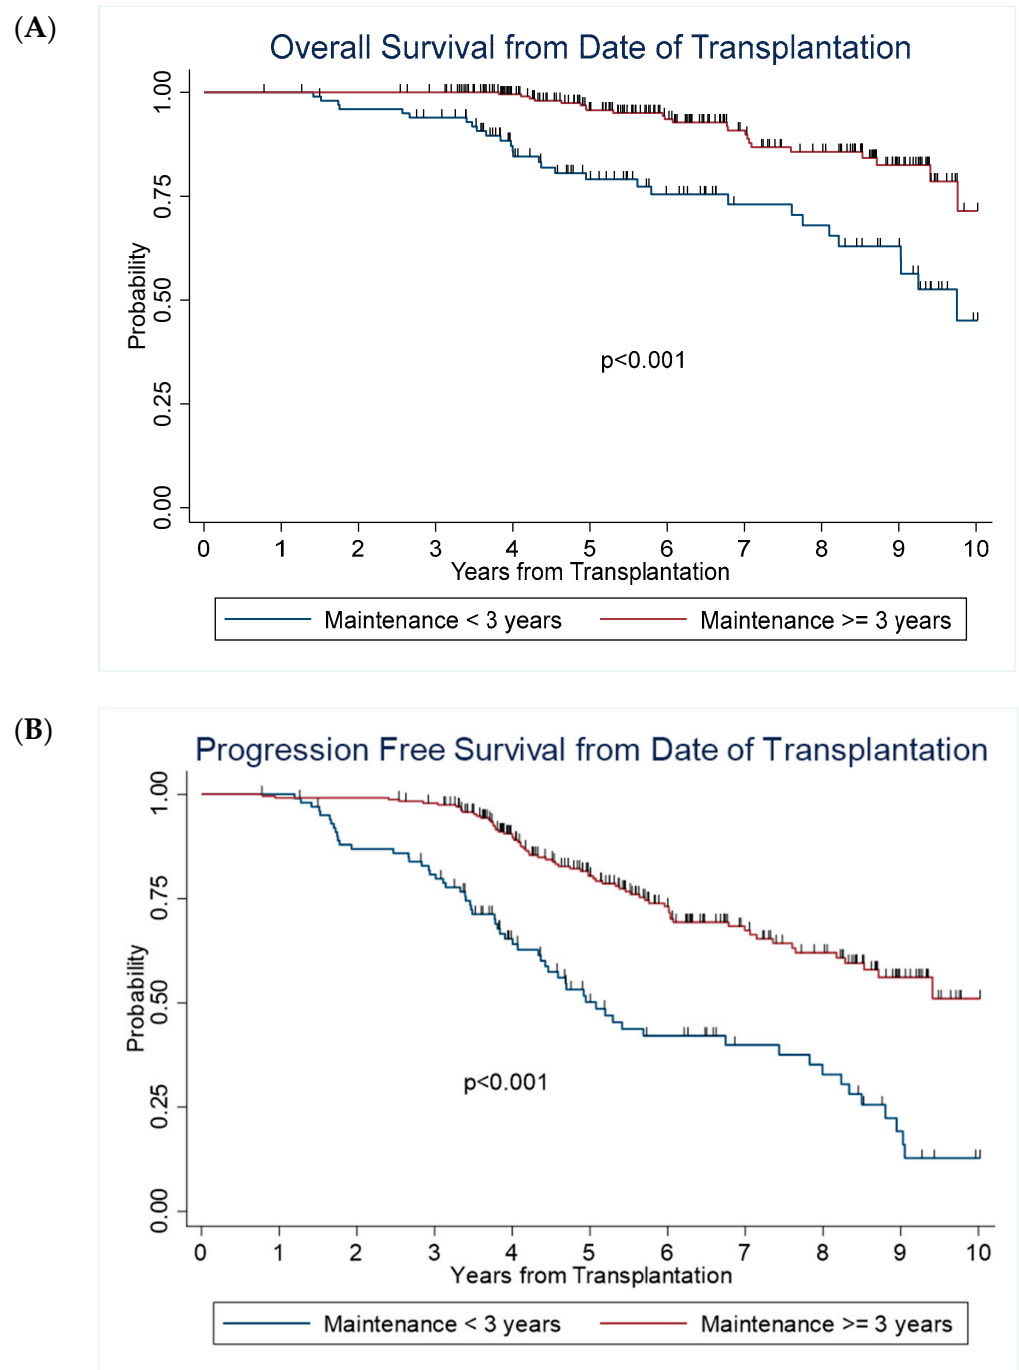 (A)
Overall Survival from Date of Transplantation
1.00
0.75
0.50
0.25
0.00
Probability
p<0.001
0 1 2 3 4 5 6 7 8 9 10
Years from Transplantation
Maintenance < 3 years Maintenance >= 3 years
(B)
Progression Free Survival from Date of Transplantation
1.00
0.75
0.50
0.25
0.00
Probability
p<0.001
0 1 2 3 4 5 6 7 8 9 10
Years from Transplantation
Maintenance < 3 years Maintenance >= 3 years